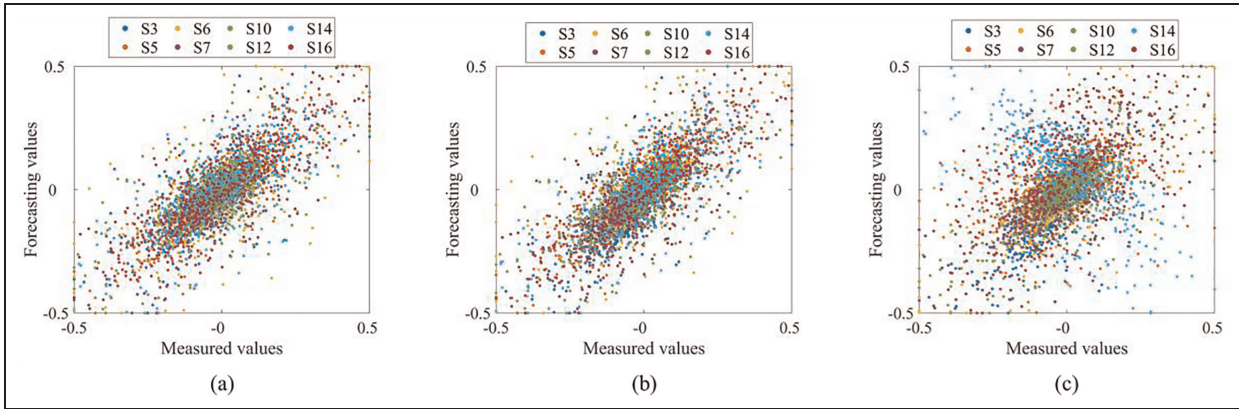 S3 S6 S10 S14
S5 S7 S12 S16
0.5
0
-0.5
-0.5 -0 0.5
Forecasting values
Measured values
(a)
S3 S6 S10 S14
S5 S7 S12 S16
0.5
0
-0.5
-0.5 -0 0.5
Forecasting values
Measured values
(b)
S3 S6 S10 S14
S5 S7 S12 S16
0.5
0
-0.5
-0.5 -0 0.5
Forecasting values
Measured values
(c)